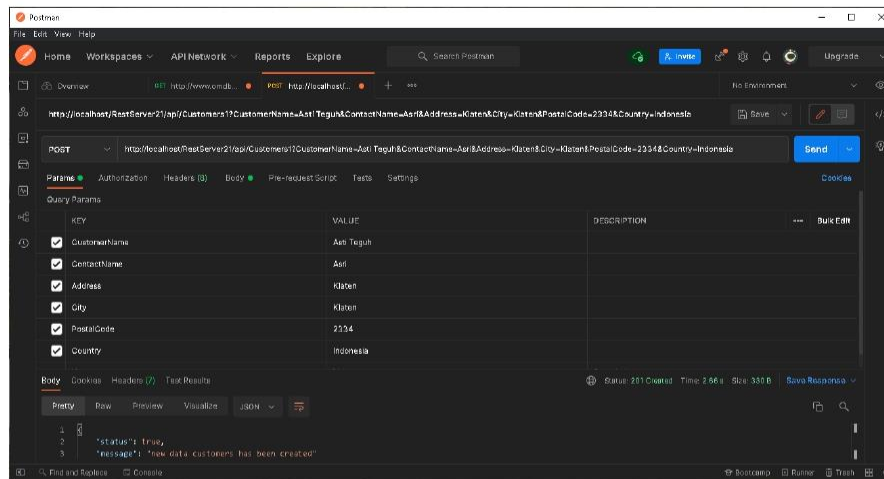 Postman
File Edit View Help
Home Workspaces API Network Reports Explore Search Postman Invite Upgrade
Overview GET http://www.omdb... POST http://localhost/... + ooo No Environment
http://localhost/RestServer21/api/Customers1?CustomerName=Asti Teguh&ContactName=Asri&Address=Klaten&City=Klaten&PostalCode=2334&Country=Indonesia Save
POST http://localhost/RestServer21/api/Customers1?CustomerName=Asti Teguh&ContactName=Asri&Address=Klaten&City=Klaten&PostalCode=2334&Country=Indonesia Send
Params Authorization Headers (8) Body Pre-request Script Tests Settings Cookies
Query Params
KEY VALUE DESCRIPTION ooo Bulk Edit
CustomerName Asti Teguh
ContactName Asri
Address Klaten
City Klaten
PostalCode 2334
Country Indonesia
Body Cookies Headers (7) Test Results Status: 201 Created Time: 2.66 s Size: 330 B Save Response
Pretty Raw Preview Visualize JSON
1 {
2 "status": true,
3 "message": "new data customers has been created"
Find and Replace Console Bootcamp Runner Trash